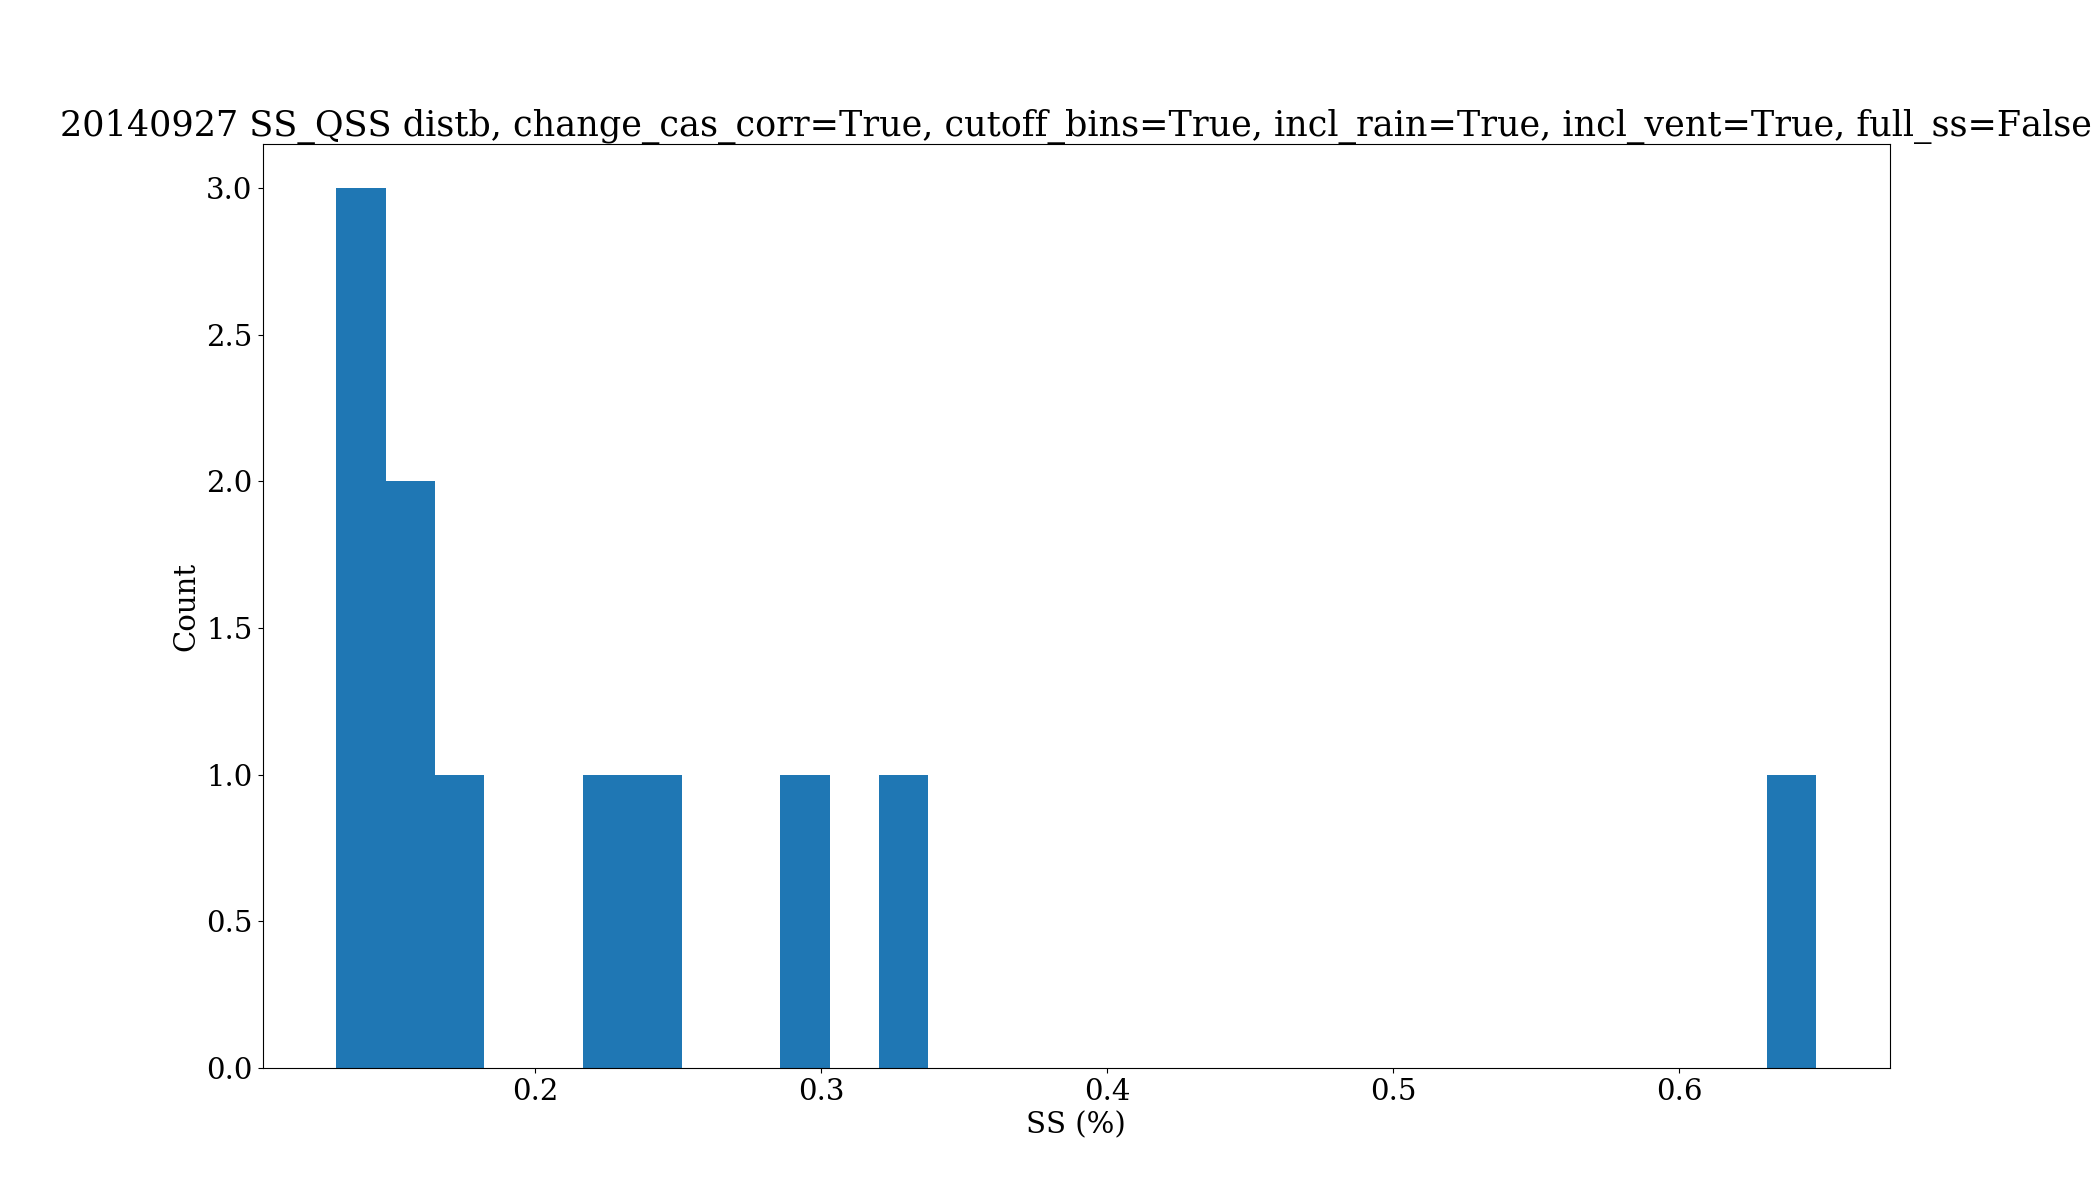 20140927 SS_QSS distb, change_cas_corr=True, cutoff_bins=True, incl_rain=True, incl_vent=True, full_ss=False
3.0
2.5
2.0
1.5
1.0
0.5
0.0
Count
0.2 0.3 0.4 0.5 0.6
SS (%)